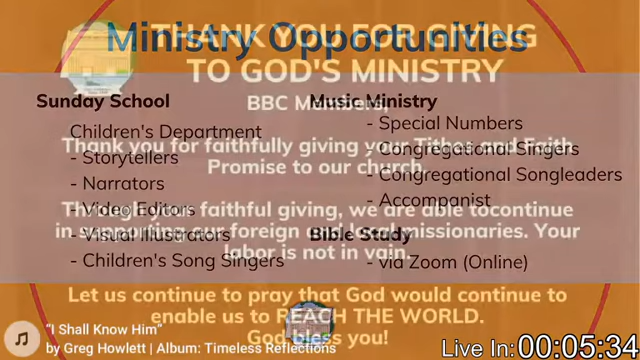 Ministry Opportunities
Sunday School
Children's Department
- Storytellers
- Narrators
- Video Editors
- Visual Illustrators
- Children's Song Singers
Music Ministry
- Special Numbers
- Congregational Singers
- Congregational Songleaders
- Accompanist
Bible Study
- via Zoom (Online)
THANK YOU FOR GIVING
TO GOD'S MINISTRY
BBC Members,
Thank you for faithfully giving your Tithes and Faith
Promise to our church.
Through your faithful giving, we are able tocontinue
in supporting our foreign and local missionaries. Your
labor is not in vain.
Let us continue to pray that God would continue to
enable us to REACH THE WORLD.
God bless you!
"I Shall Know Him"
by Greg Howlett | Album: Timeless Reflections
Live In: 00:05:34